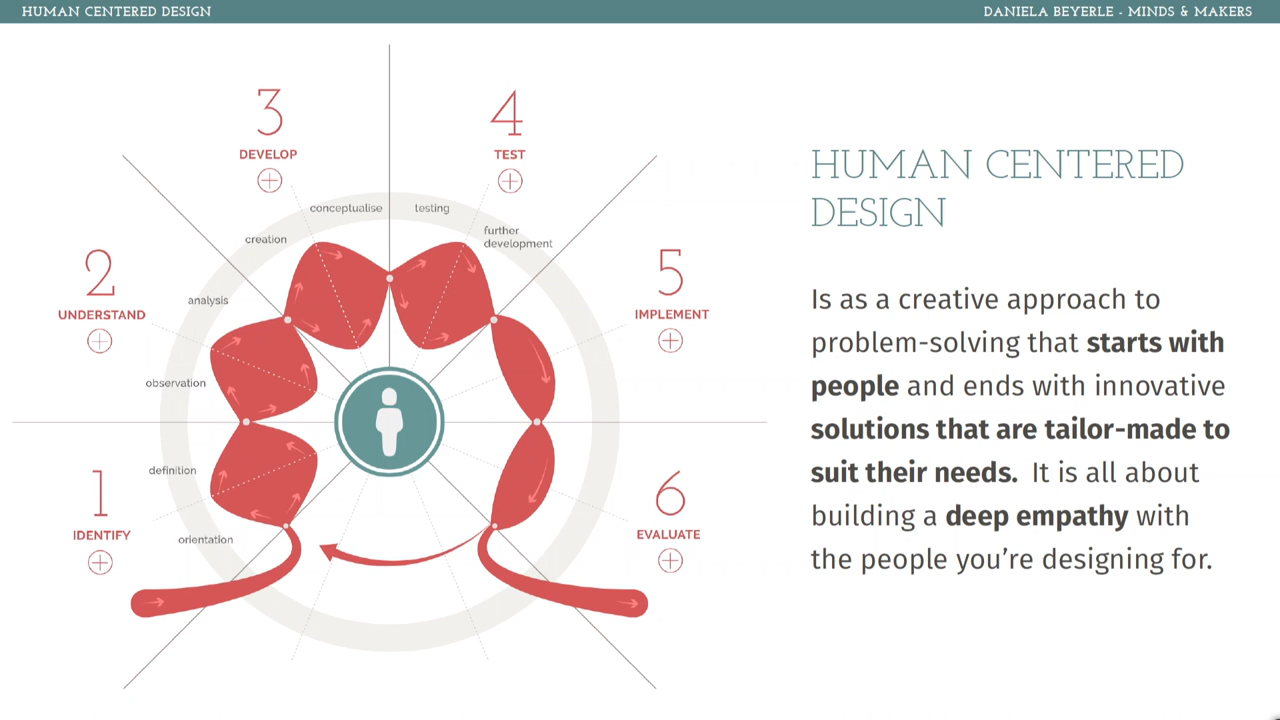 HUMAN CENTERED DESIGN
DANIELA BEYERLE - MINDS & MAKERS
3
DEVELOP
4
TEST
conceptualise
testing
creation
further
development
2
UNDERSTAND
analysis
observation
5
IMPLEMENT
1
IDENTIFY
definition
orientation
6
EVALUATE
HUMAN CENTERED
DESIGN
Is as a creative approach to
problem-solving that starts with
people and ends with innovative
solutions that are tailor-made to
suit their needs. It is all about
building a deep empathy with
the people you’re designing for.